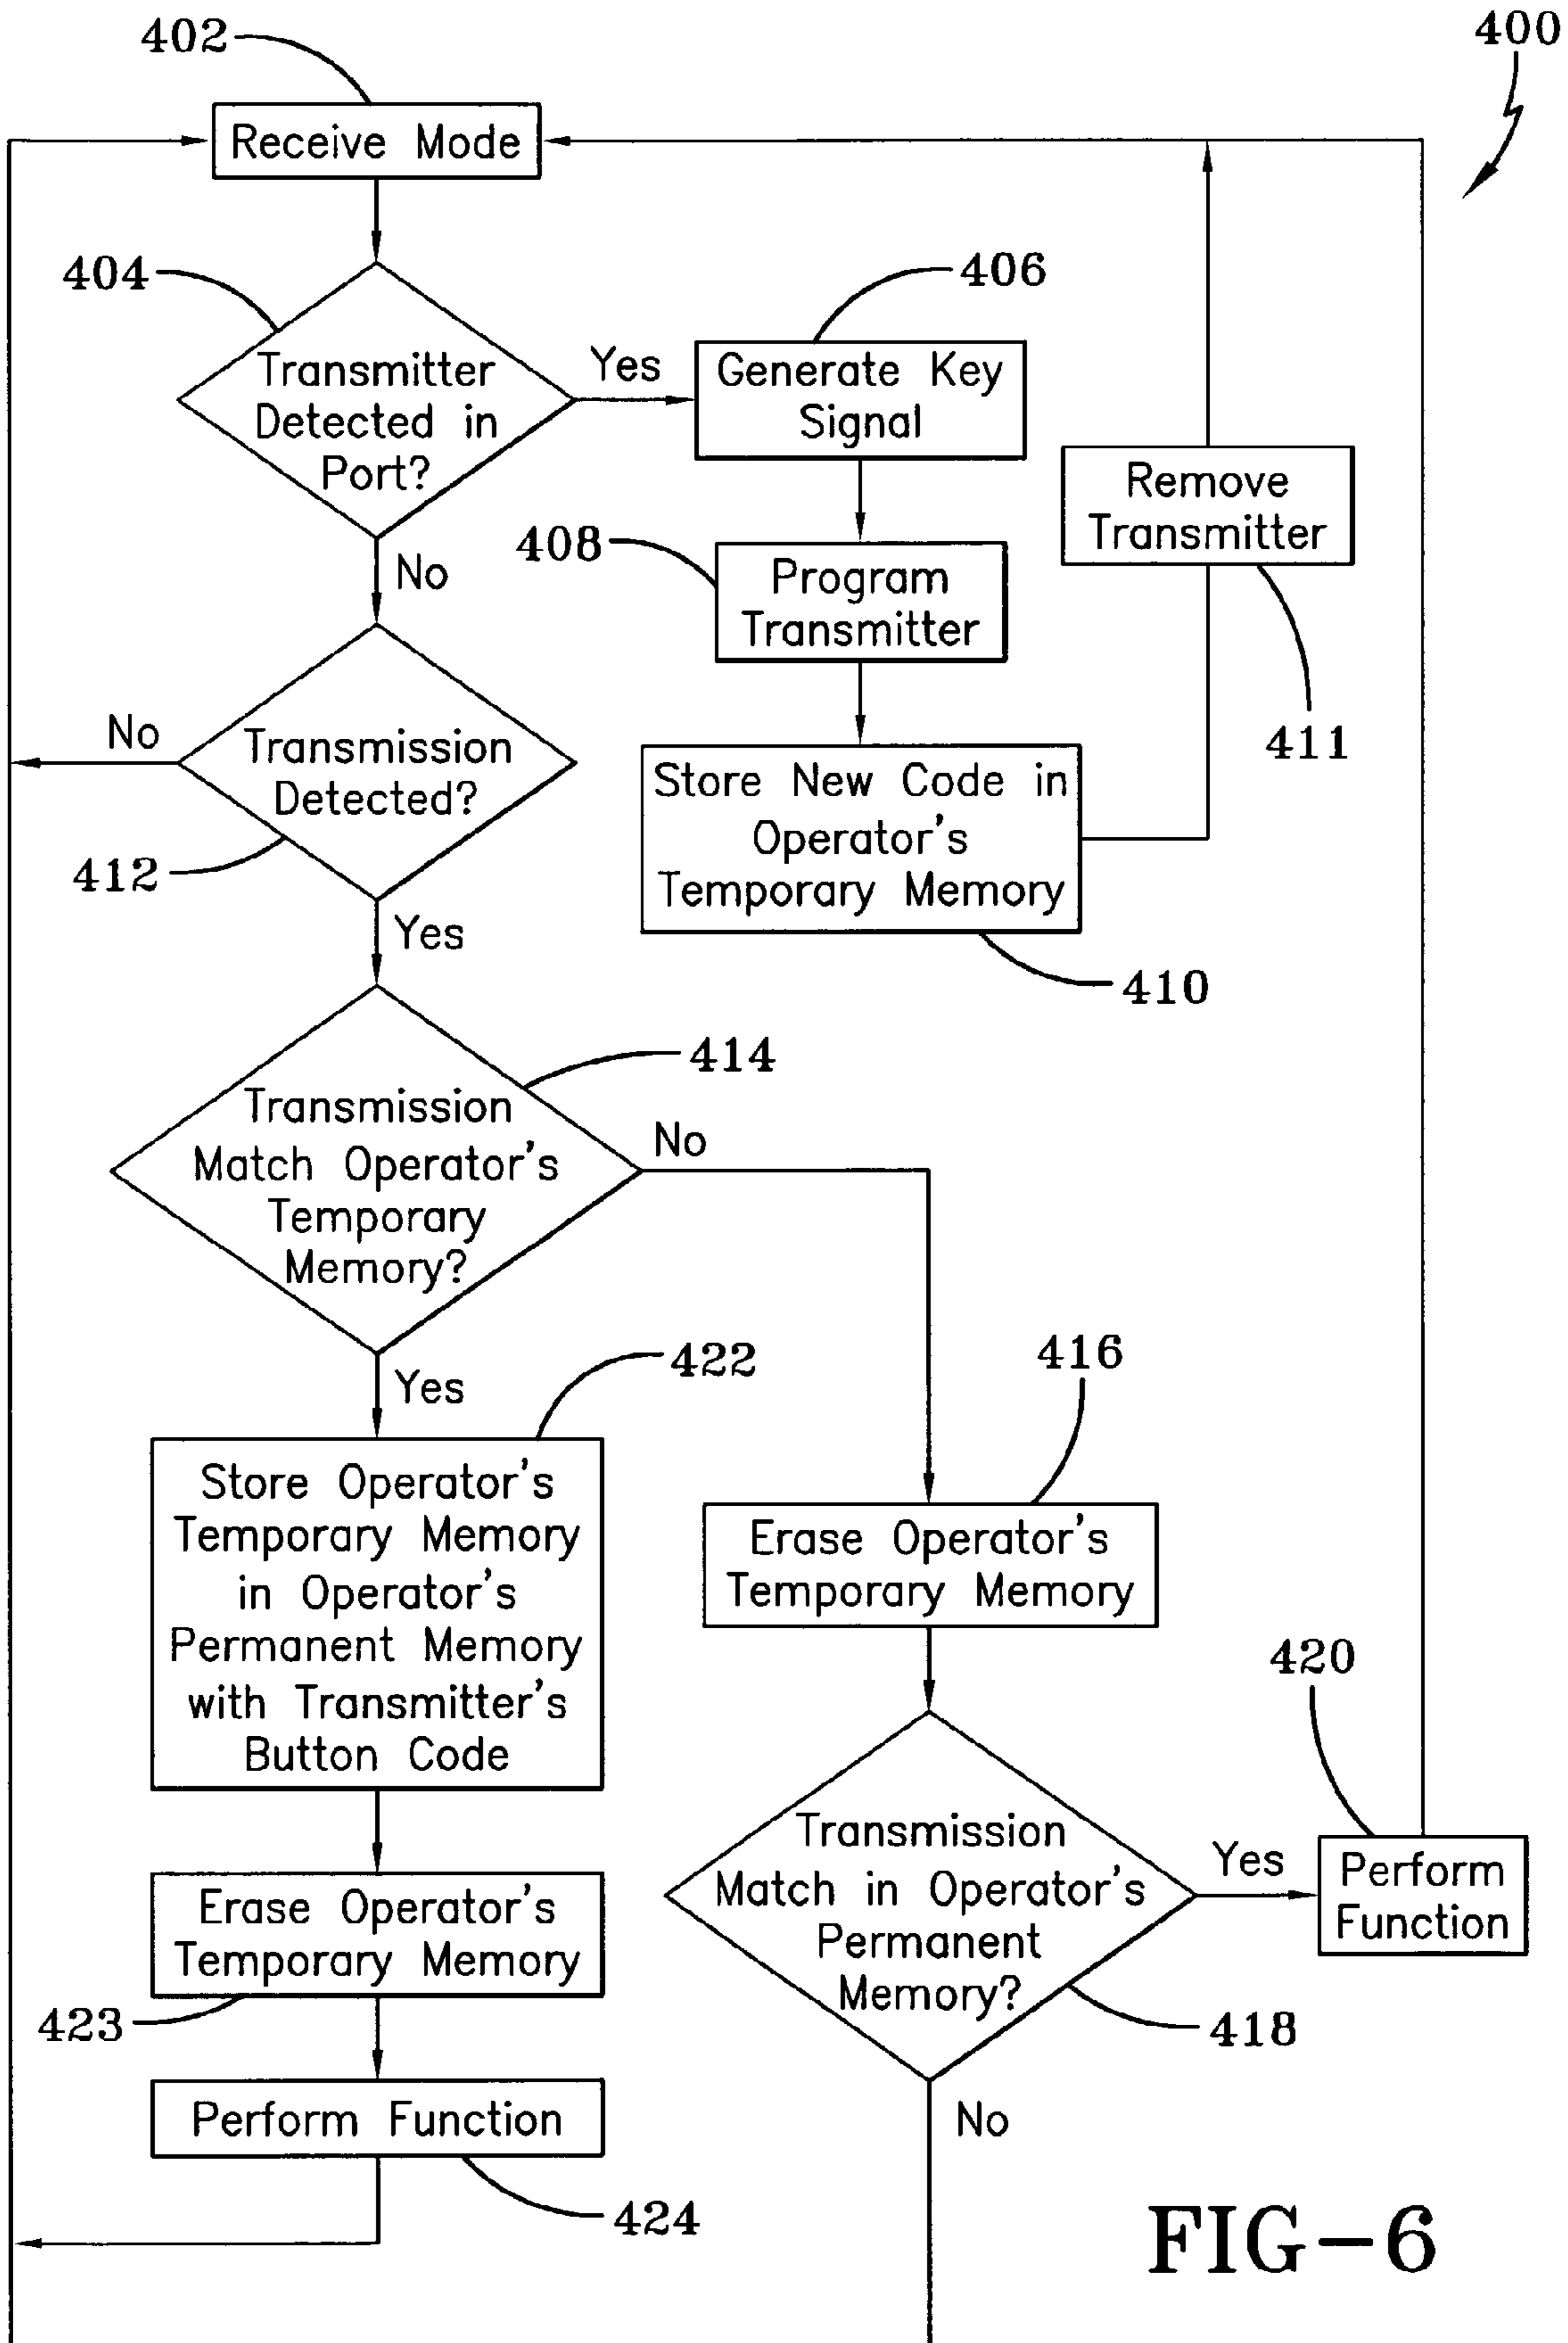 402
400
Receive Mode
404
406
Transmitter
Detected in
Port?
Yes
Generate Key
Signal
Remove
Transmitter
408
No
Program
Transmitter
411
No
Transmission
Detected?
412
Store New Code in
Operator's
Temporary Memory
Yes
410
414
Transmission
Match Operator's
Temporary
Memory?
No
422
416
Yes
Store Operator's
Temporary Memory
in Operator's
Permanent Memory
with Transmitter's
Button Code
Erase Operator's
Temporary Memory
420
Transmission
Match in Operator's
Permanent
Memory?
Yes
Perform
Function
Erase Operator's
Temporary Memory
423
418
Perform Function
No
424
FIG-6